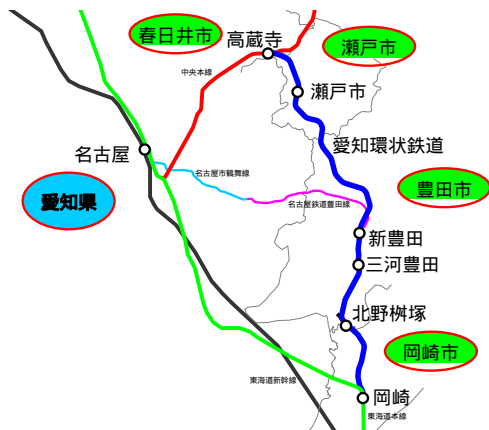 春日井市
高蔵寺
瀬戸市
中央本線
瀬戸市
愛知環状鉄道
名古屋
名古屋市鶴舞線
愛知県
豊田市
名古屋鉄道豊田線
新豊田
三河豊田
北野桝塚
岡崎市
東海道新幹線
岡崎
東海道本線